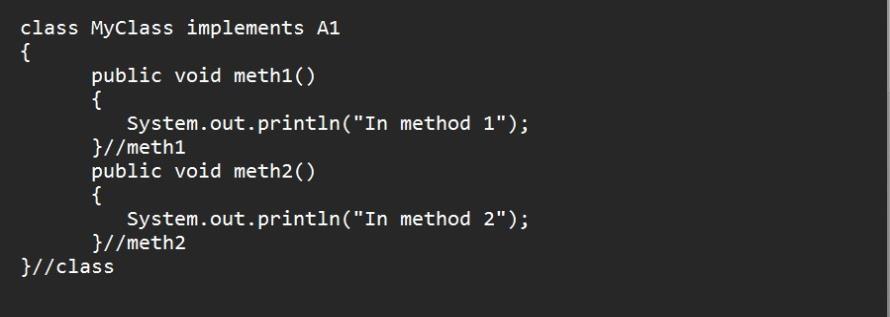 class MyClass implements A1
{
      public void meth1()
      {
         System.out.println("In method 1");
      }//meth1
      public void meth2()
      {
         System.out.println("In method 2");
      }//meth2
}//class